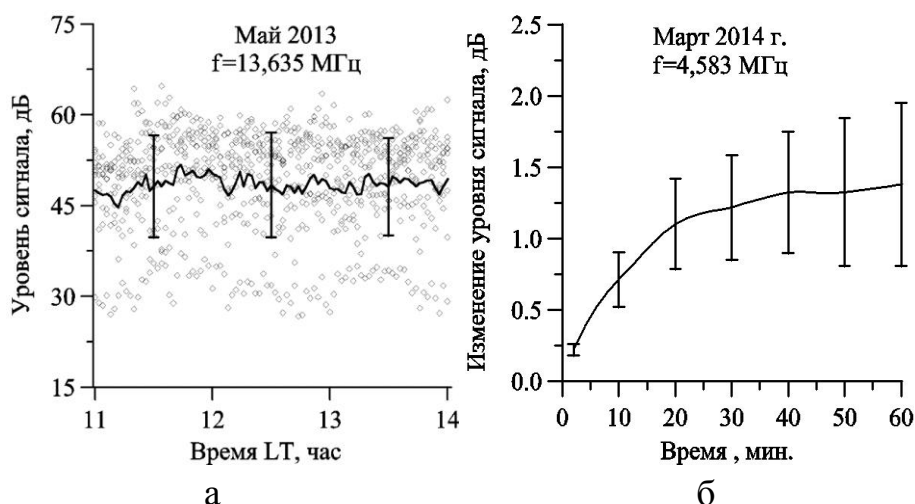 75
60
45
30
15
Уровень сигнала, дБ
Май 2013
f=13,635 МГц
11
12
13
14
Время LT, час
а
2.5
2.0
1.5
1.0
0.5
0.0
Изменение уровня сигнала, дБ
Март 2014 г.
f=4,583 МГц
0
10
20
30
40
50
60
Время , мин.
б